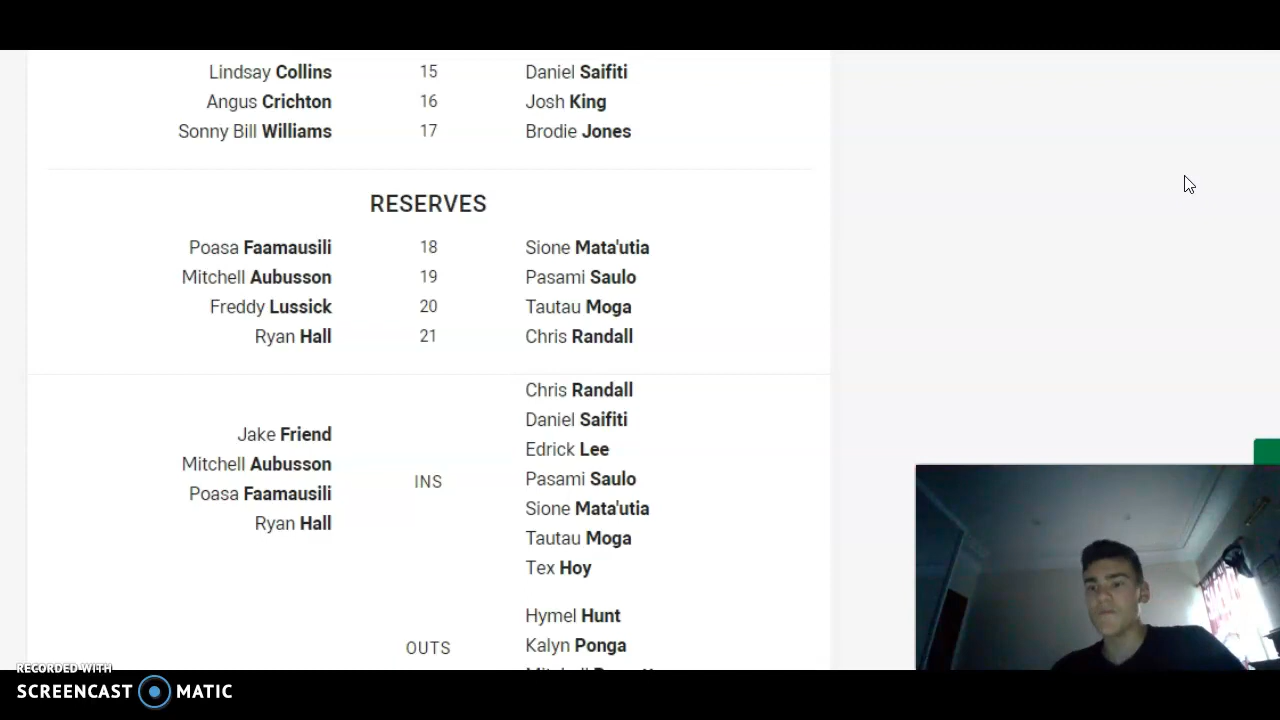 Lindsay Collins 15 Daniel Saifiti
Angus Crichton 16 Josh King
Sonny Bill Williams 17 Brodie Jones
RESERVES
Poasa Faamausili 18 Sione Mata'utia
Mitchell Aubusson 19 Pasami Saulo
Freddy Lussick 20 Tautau Moga
Ryan Hall 21 Chris Randall
Chris Randall
Daniel Saifiti
Jake Friend
Edrick Lee
Mitchell Aubusson
INS
Pasami Saulo
Poasa Faamausili
Sione Mata'utia
Ryan Hall
Tautau Moga
Tex Hoy
Hymel Hunt
OUTS
Kalyn Ponga
RECORDED WITH
SCREENCAST MATIC